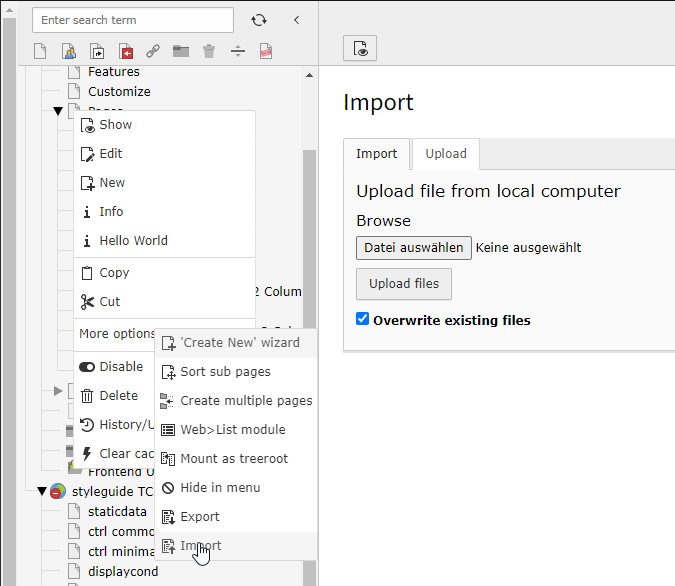 Enter search term
Features
Customize
Pages
Show
Edit
New
Info
Hello World
Copy
Cut
2 Colum
More options
Disable
Delete
History/U
Clear cac
'Create New' wizard
Sort sub pages
Create multiple pages
Web>List module
Mount as treeroot
Hide in menu
Export
Import
Frontend U
styleguide TC
staticdata
ctrl commo
ctrl minima
displaycond
Import
Import
Upload
Upload file from local computer
Browse
Datei auswählen Keine ausgewählt
Upload files
Overwrite existing files